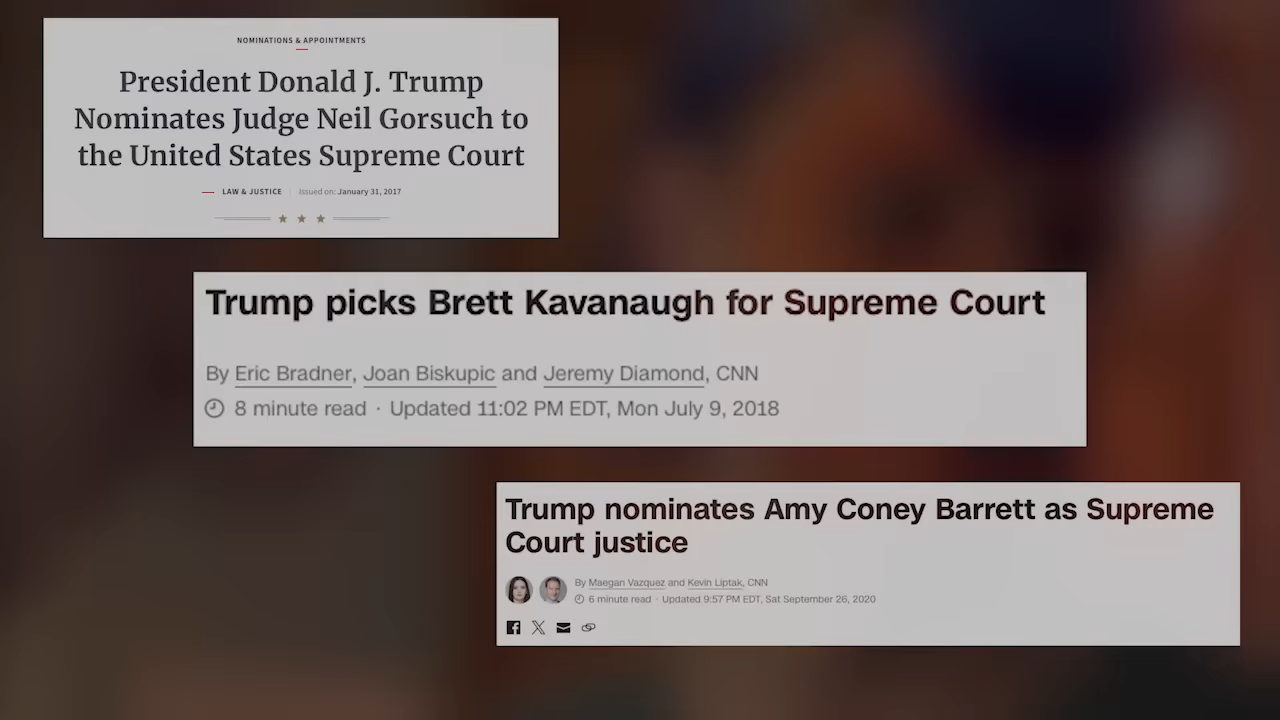 NOMINATIONS & APPOINTMENTS
President Donald J. Trump
Nominates Judge Neil Gorsuch to
the United States Supreme Court
LAW & JUSTICE | Issued on: January 31, 2017
Trump picks Brett Kavanaugh for Supreme Court
By Eric Bradner, Joan Biskupic and Jeremy Diamond, CNN
8 minute read · Updated 11:02 PM EDT, Mon July 9, 2018
Trump nominates Amy Coney Barrett as Supreme
Court justice
By Maegan Vazquez and Kevin Liptak, CNN
6 minute read · Updated 9:57 PM EDT, Sat September 26, 2020